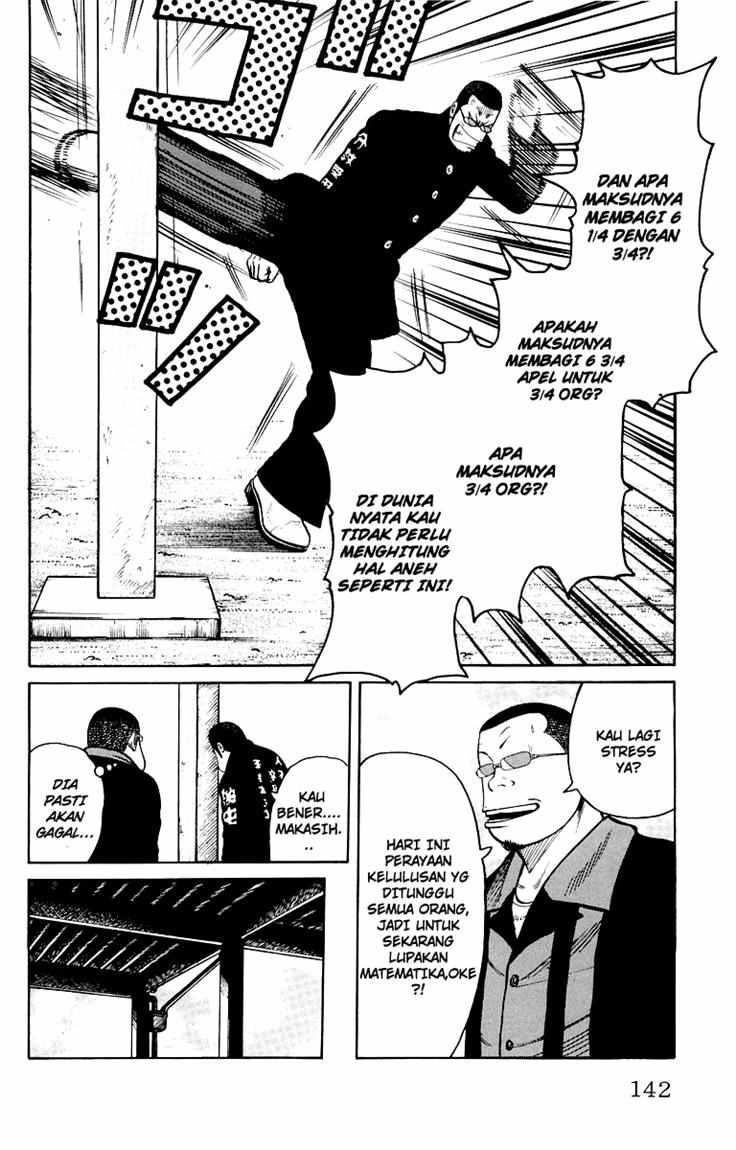 ゴ
DAN APA
MAKSUDNYA
MEMBAGI 6
1/4 DENGAN
3/4?!
APAKAH
MAKSUDNYA
MEMBAGI 6 3/4
APEL UNTUK
3/4 ORG?
APA
MAKSUDNYA
3/4 ORG?!
DI DUNIA
NYATA KAU
TIDAK PERLU
MENGHITUNG
HAL ANEH
SEPERTI INI!
KAU LAGI
STRESS
YA?
HARI INI
PERAYAAN
KELULUSAN YG
DITUNGGU
SEMUA ORANG,
JADI UNTUK
SEKARANG
LUPAKAN
MATEMATIKA,OKE
?!
KAU
BENER....
MAKASIH.
. .
DIA
PASTI
AKAN
GAGAL...
142